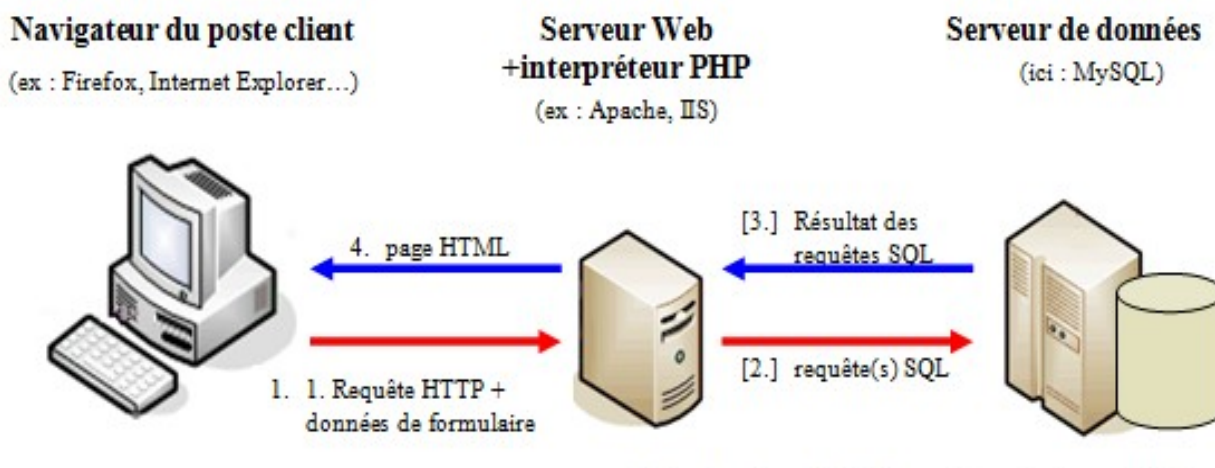 Navigateur du poste client
(ex : Firefox, Internet Explorer…)
Serveur Web
+interpréteur PHP
(ex : Apache, IIS)
Serveur de données
(ici : MySQL)
4. page HTML
[3.] Résultat des
requêtes SQL
1. 1. Requête HTTP +
données de formulaire
[2.] requête(s) SQL